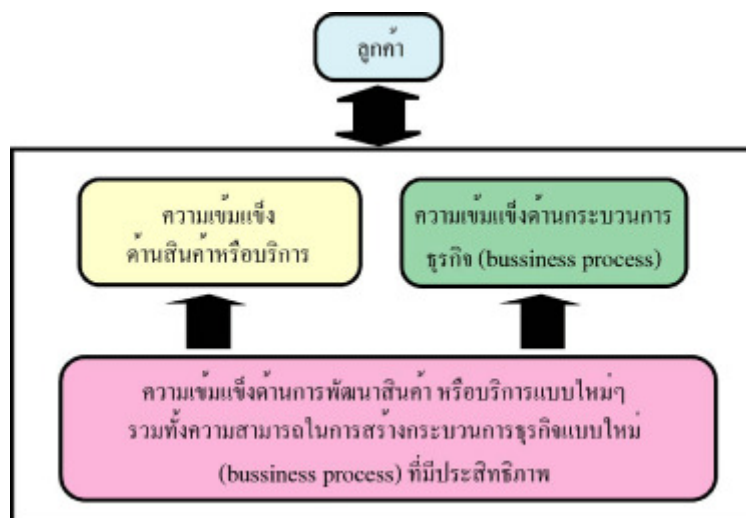 ลูกค้า
ความเข้มแข็ง
ด้านสินค้าหรือบริการ
ความเข้มแข็งด้านกระบวนการ
ธุรกิจ (bussiness process)
ความเข้มแข็งด้านการพัฒนาสินค้า หรือบริการแบบใหม่ๆ
รวมทั้งความสามารถในการสร้างกระบวนการธุรกิจแบบใหม่
(bussiness process) ที่มีประสิทธิภาพ